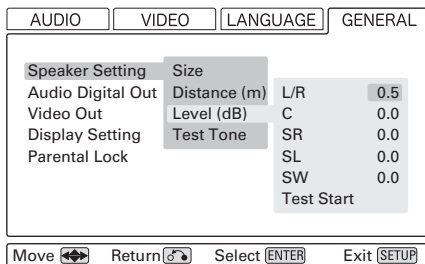 AUDIO VIDEO LANGUAGE GENERAL
Speaker Setting Size
Audio Digital Out Distance (m) L/R 0.5
Video Out Level (dB) C 0.0
Display Setting Test Tone SR 0.0
Parental Lock SL 0.0
SW 0.0
Test Start
Move Return Select ENTER Exit SETUP